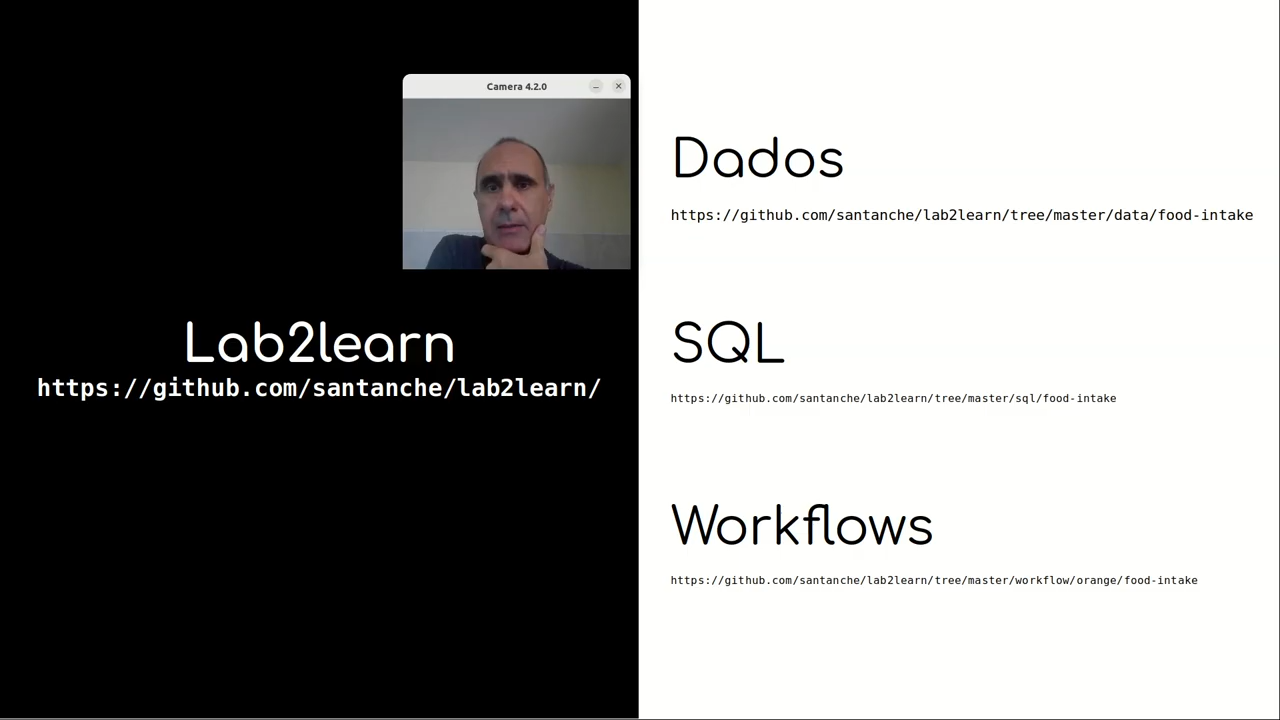 Camera 4.2.0
Lab2learn
https://github.com/santanche/lab2learn/
Dados
https://github.com/santanche/lab2learn/tree/master/data/food-intake
SQL
https://github.com/santanche/lab2learn/tree/master/sql/food-intake
Workflows
https://github.com/santanche/lab2learn/tree/master/workflow/orange/food-intake